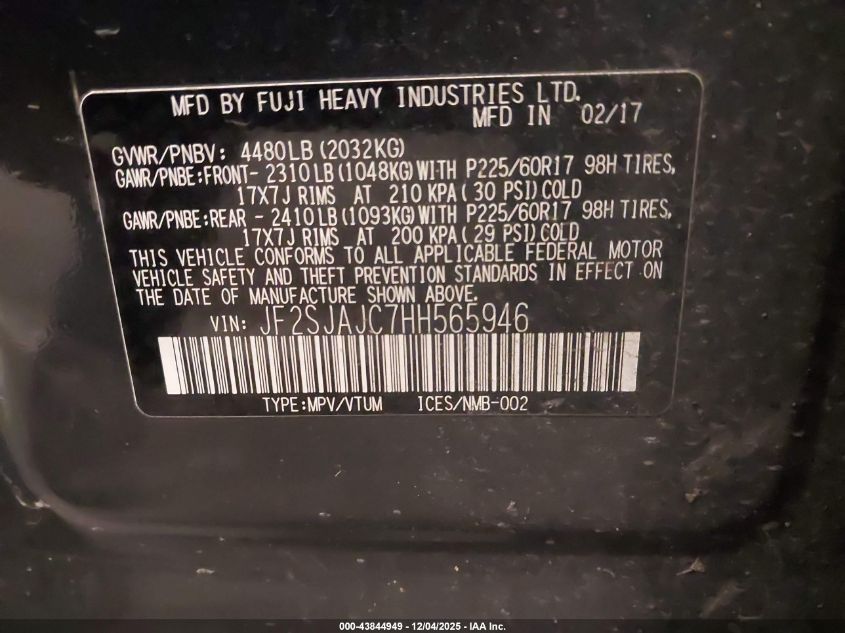 MFD BY FUJI HEAVY INDUSTRIES LTD.
MFD IN 02/17
GVWR/PNBV: 4480LB(2032KG)
GAWR/PNBE:FRONT- 2310LB(1048KG)WITH P225/60R17 98H TIRES,
17X7J RIMS AT 210 KPA( 30 PSI)COLD
GAWR/PNBE:REAR - 2410LB(1093KG)WITH P225/60R17 98H TIRES,
17X7J RIMS AT 200 KPA( 29 PSI)COLD
THIS VEHICLE CONFORMS TO ALL APPLICABLE FEDERAL MOTOR
VEHICLE SAFETY AND THEFT PREVENTION STANDARDS IN EFFECT ON
THE DATE OF MANUFACTURE SHOWN ABOVE.
VIN: JF2SJAJC7HH565946
TYPE:MPV/VTUM ICES/NMB-002
000-43844949 - 12/04/2025 - IAA Inc.